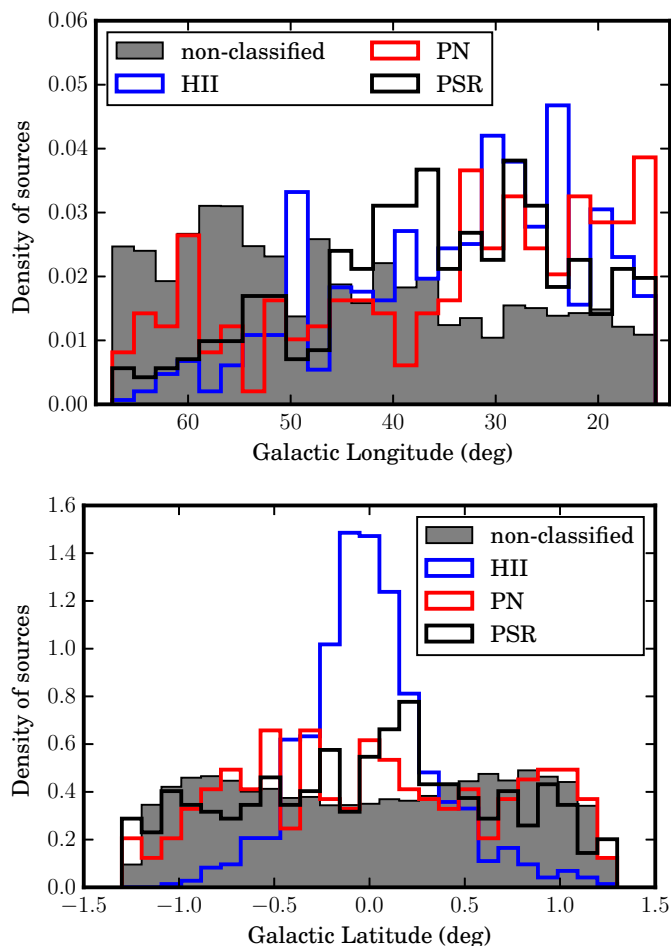 0.06
0.05
0.04
0.03
0.02
0.01
0.00
Density of sources
non-classified
HII
PN
PSR
60 50 40 30 20
Galactic Longitude (deg)
1.6
1.4
1.2
1.0
0.8
0.6
0.4
0.2
0.0
Density of sources
non-classified
HII
PN
PSR
−1.5 −1.0 −0.5 0.0 0.5 1.0 1.5
Galactic Latitude (deg)